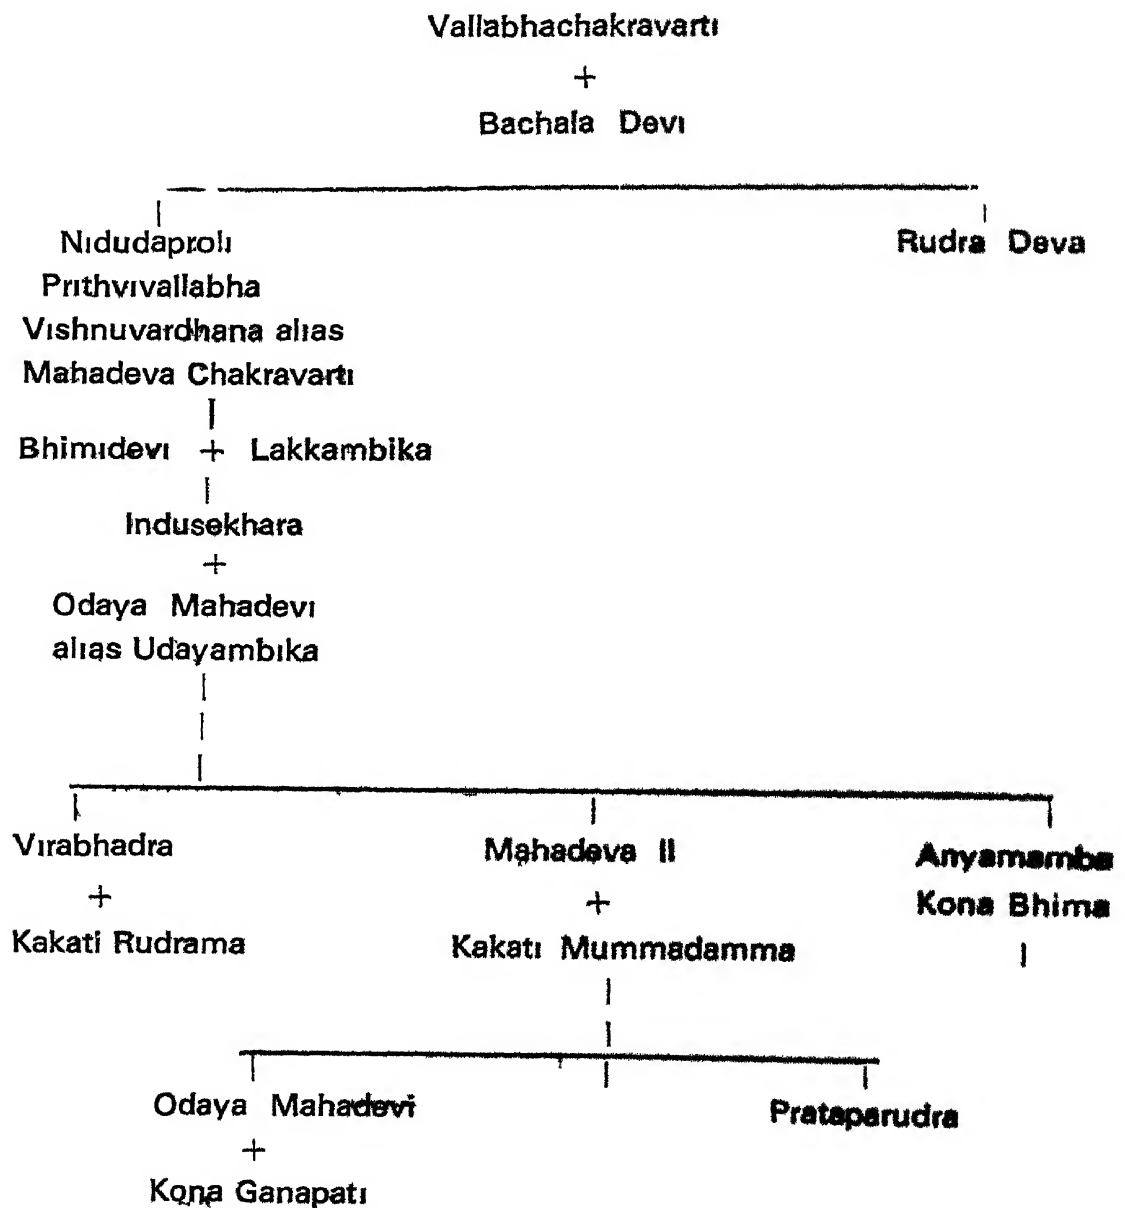 Vallabhachakravarti
+
Bachala Devi
Nidudaproli
Rudra Deva
Prithvivallabha
Vishnuvardhana alias
Mahadeva Chakravarti
Bhimidevi + Lakkambika
Indusekhara
+
Odaya Mahadevi
alias Udayambika
Virabhadra
+
Kakati Rudrama
Mahadeva II
+
Kakati Mummadamma
Anyamamba
Kona Bhima
Odaya Mahadevi
+
Kona Ganapati
Prataparudra